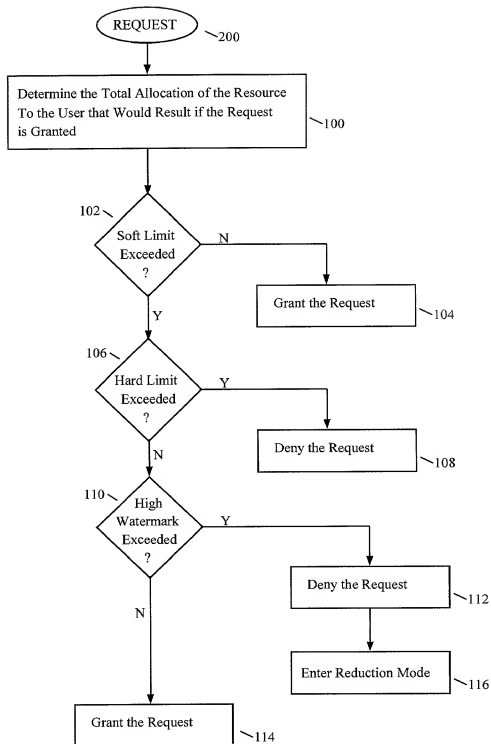 REQUEST
200
Determine the Total Allocation of the Resource
To the User that Would Result if the Request
is Granted
100
102
Soft Limit
Exceeded
?
N
Grant the Request
104
Y
106
Hard Limit
Exceeded
?
Y
Deny the Request
108
N
110
High
Watermark
Exceeded
?
Y
Deny the Request
112
N
Enter Reduction Mode
116
Grant the Request
114